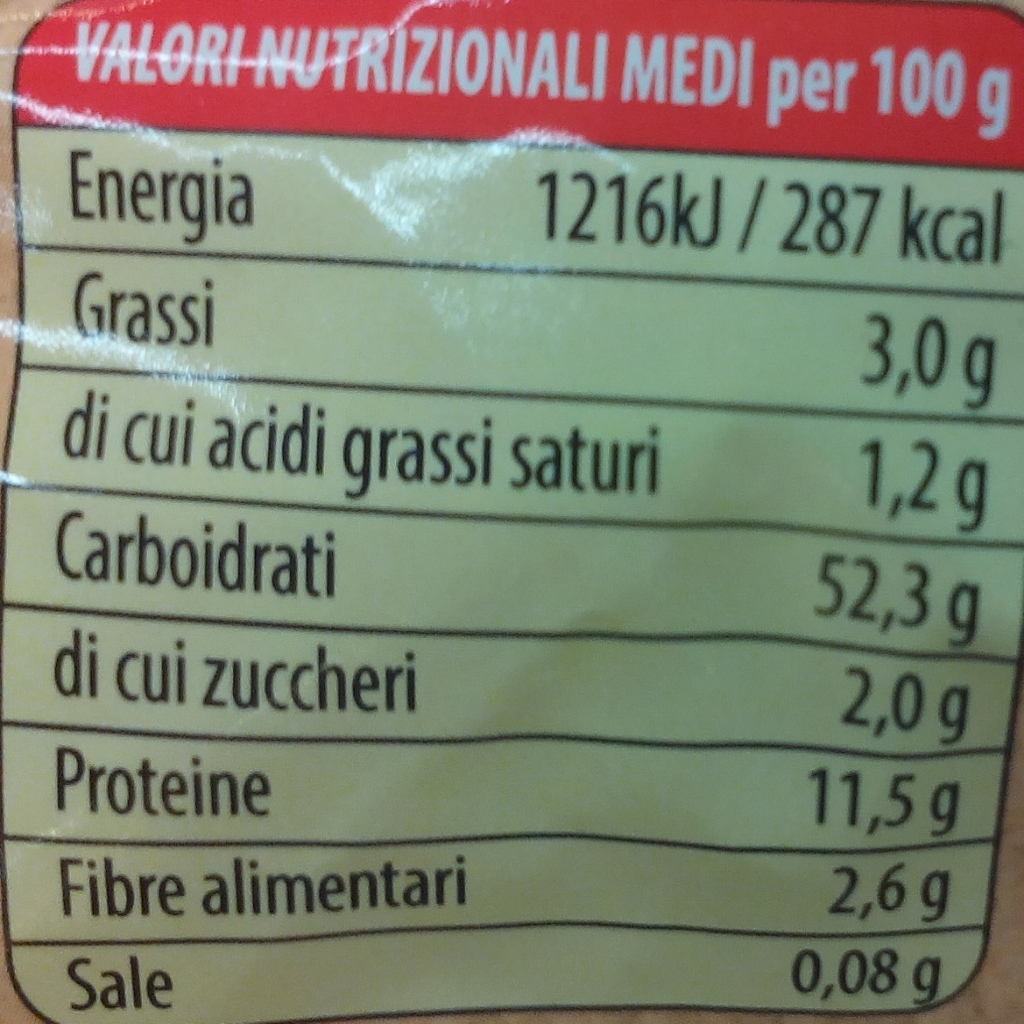 VALORI NUTRIZIONALI MEDI per 100 g
Energia 1216kJ / 287 kcal
Grassi 3,0 g
di cui acidi grassi saturi 1,2 g
Carboidrati 52,3 g
di cui zuccheri 2,0 g
Proteine 11,5 g
Fibre alimentari 2,6 g
Sale 0,08 g